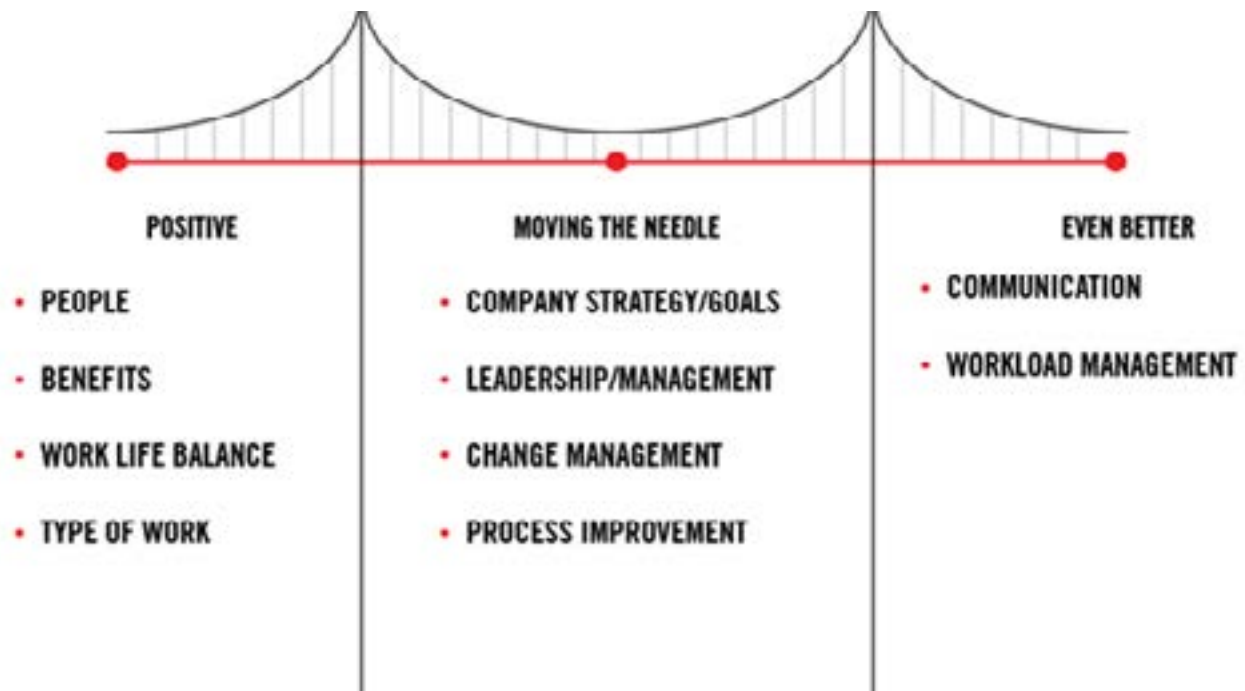 POSITIVE
PEOPLE
BENEFITS
WORK LIFE BALANCE
TYPE OF WORK
MOVING THE NEEDLE
COMPANY STRATEGY/GOALS
LEADERSHIP/MANAGEMENT
CHANGE MANAGEMENT
PROCESS IMPROVEMENT
EVEN BETTER
COMMUNICATION
WORKLOAD MANAGEMENT